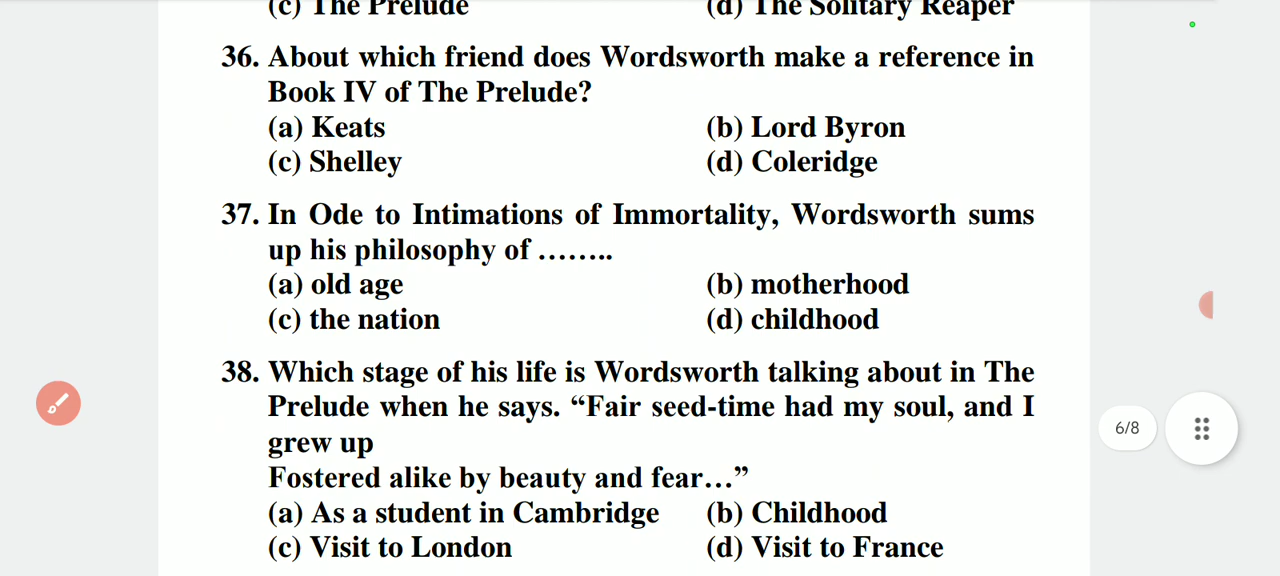 (c) The Prelude (d) The Solitary Reaper
36. About which friend does Wordsworth make a reference in
Book IV of The Prelude?
(a) Keats (b) Lord Byron
(c) Shelley (d) Coleridge
37. In Ode to Intimations of Immortality, Wordsworth sums
up his philosophy of ........
(a) old age (b) motherhood
(c) the nation (d) childhood
38. Which stage of his life is Wordsworth talking about in The
Prelude when he says. “Fair seed-time had my soul, and I
grew up
Fostered alike by beauty and fear…”
(a) As a student in Cambridge (b) Childhood
(c) Visit to London (d) Visit to France
6/8